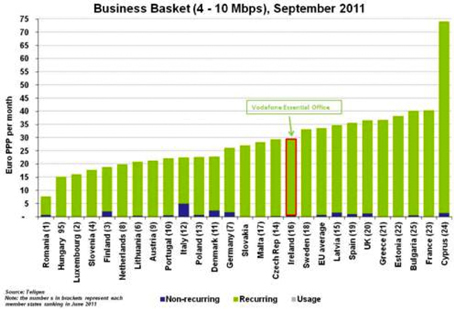 Business Basket (4 - 10 Mbps), September 2011
Euro PPP per month
75
70
65
60
55
50
45
40
35
30
25
20
15
10
5
-
Vodafone Essential Office
Romania (1)
Hungary 95)
Luxembourg (2)
Slovenia (4)
Finland (3)
Netherlands (8)
Lithuania (6)
Austria (9)
Portugal (10)
Italy (12)
Poland (13)
Denmark (11)
Germany (7)
Slovakia
Malta (17)
Czech Rep (14)
Ireland (16)
Sweden (18)
EU average
Latvia (15)
Spain (19)
UK (20)
Greece (21)
Estonia (22)
Bulgaria (25)
France (23)
Cyprus (24)
Non-recurring
Recurring
Usage
Source: Teligen
Note: the number s in brackets represent each
member states ranking in June 2011